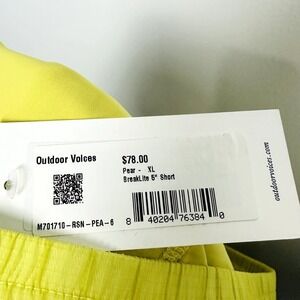 Outdoor Voices
$78.00
Pear - XL
BreakLite 5" Short
M701710-RSN-PEA-6
8 40204 76384 0
outdoorvoices.com